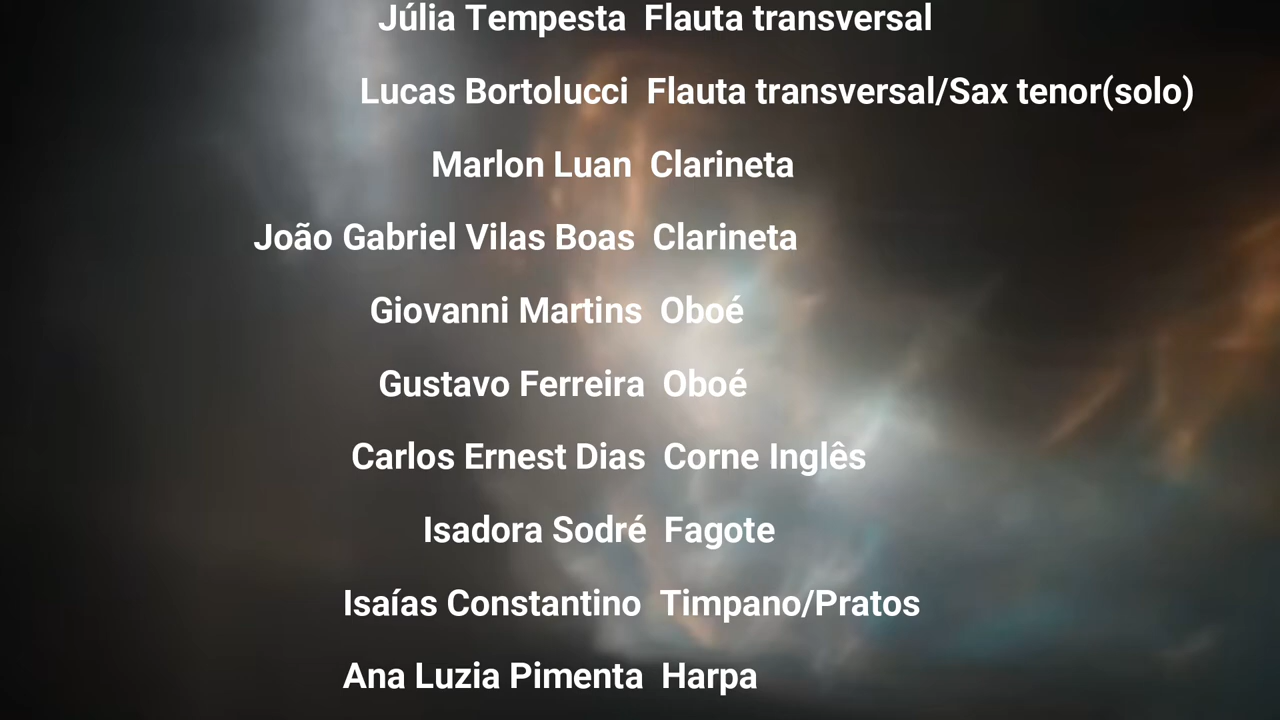 Júlia Tempesta Flauta transversal
Lucas Bortolucci Flauta transversal/Sax tenor(solo)
Marlon Luan Clarineta
João Gabriel Vilas Boas Clarineta
Giovanni Martins Oboé
Gustavo Ferreira Oboé
Carlos Ernest Dias Corne Inglês
Isadora Sodré Fagote
Isaías Constantino Timpano/Pratos
Ana Luzia Pimenta Harpa